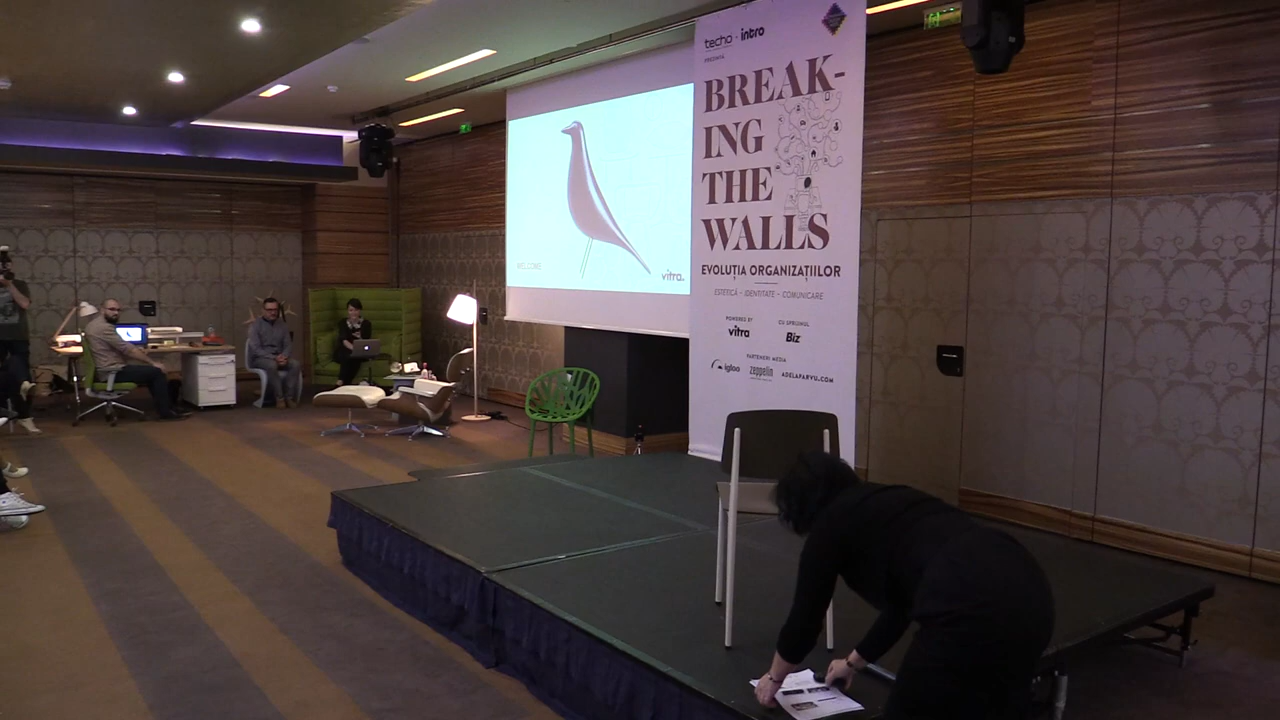 techo · intro
PREZINTĂ
BREAK-
ING
THE
WALLS
EVOLUȚIA ORGANIZAȚIILOR
ESTETICĂ - IDENTITATE - COMUNICARE
POWERED BY
vitra.
CU SPRIJINUL
Biz
PARTENERI MEDIA
igloo
zeppelin
ADELAPARVU.COM
WELCOME
vitra.